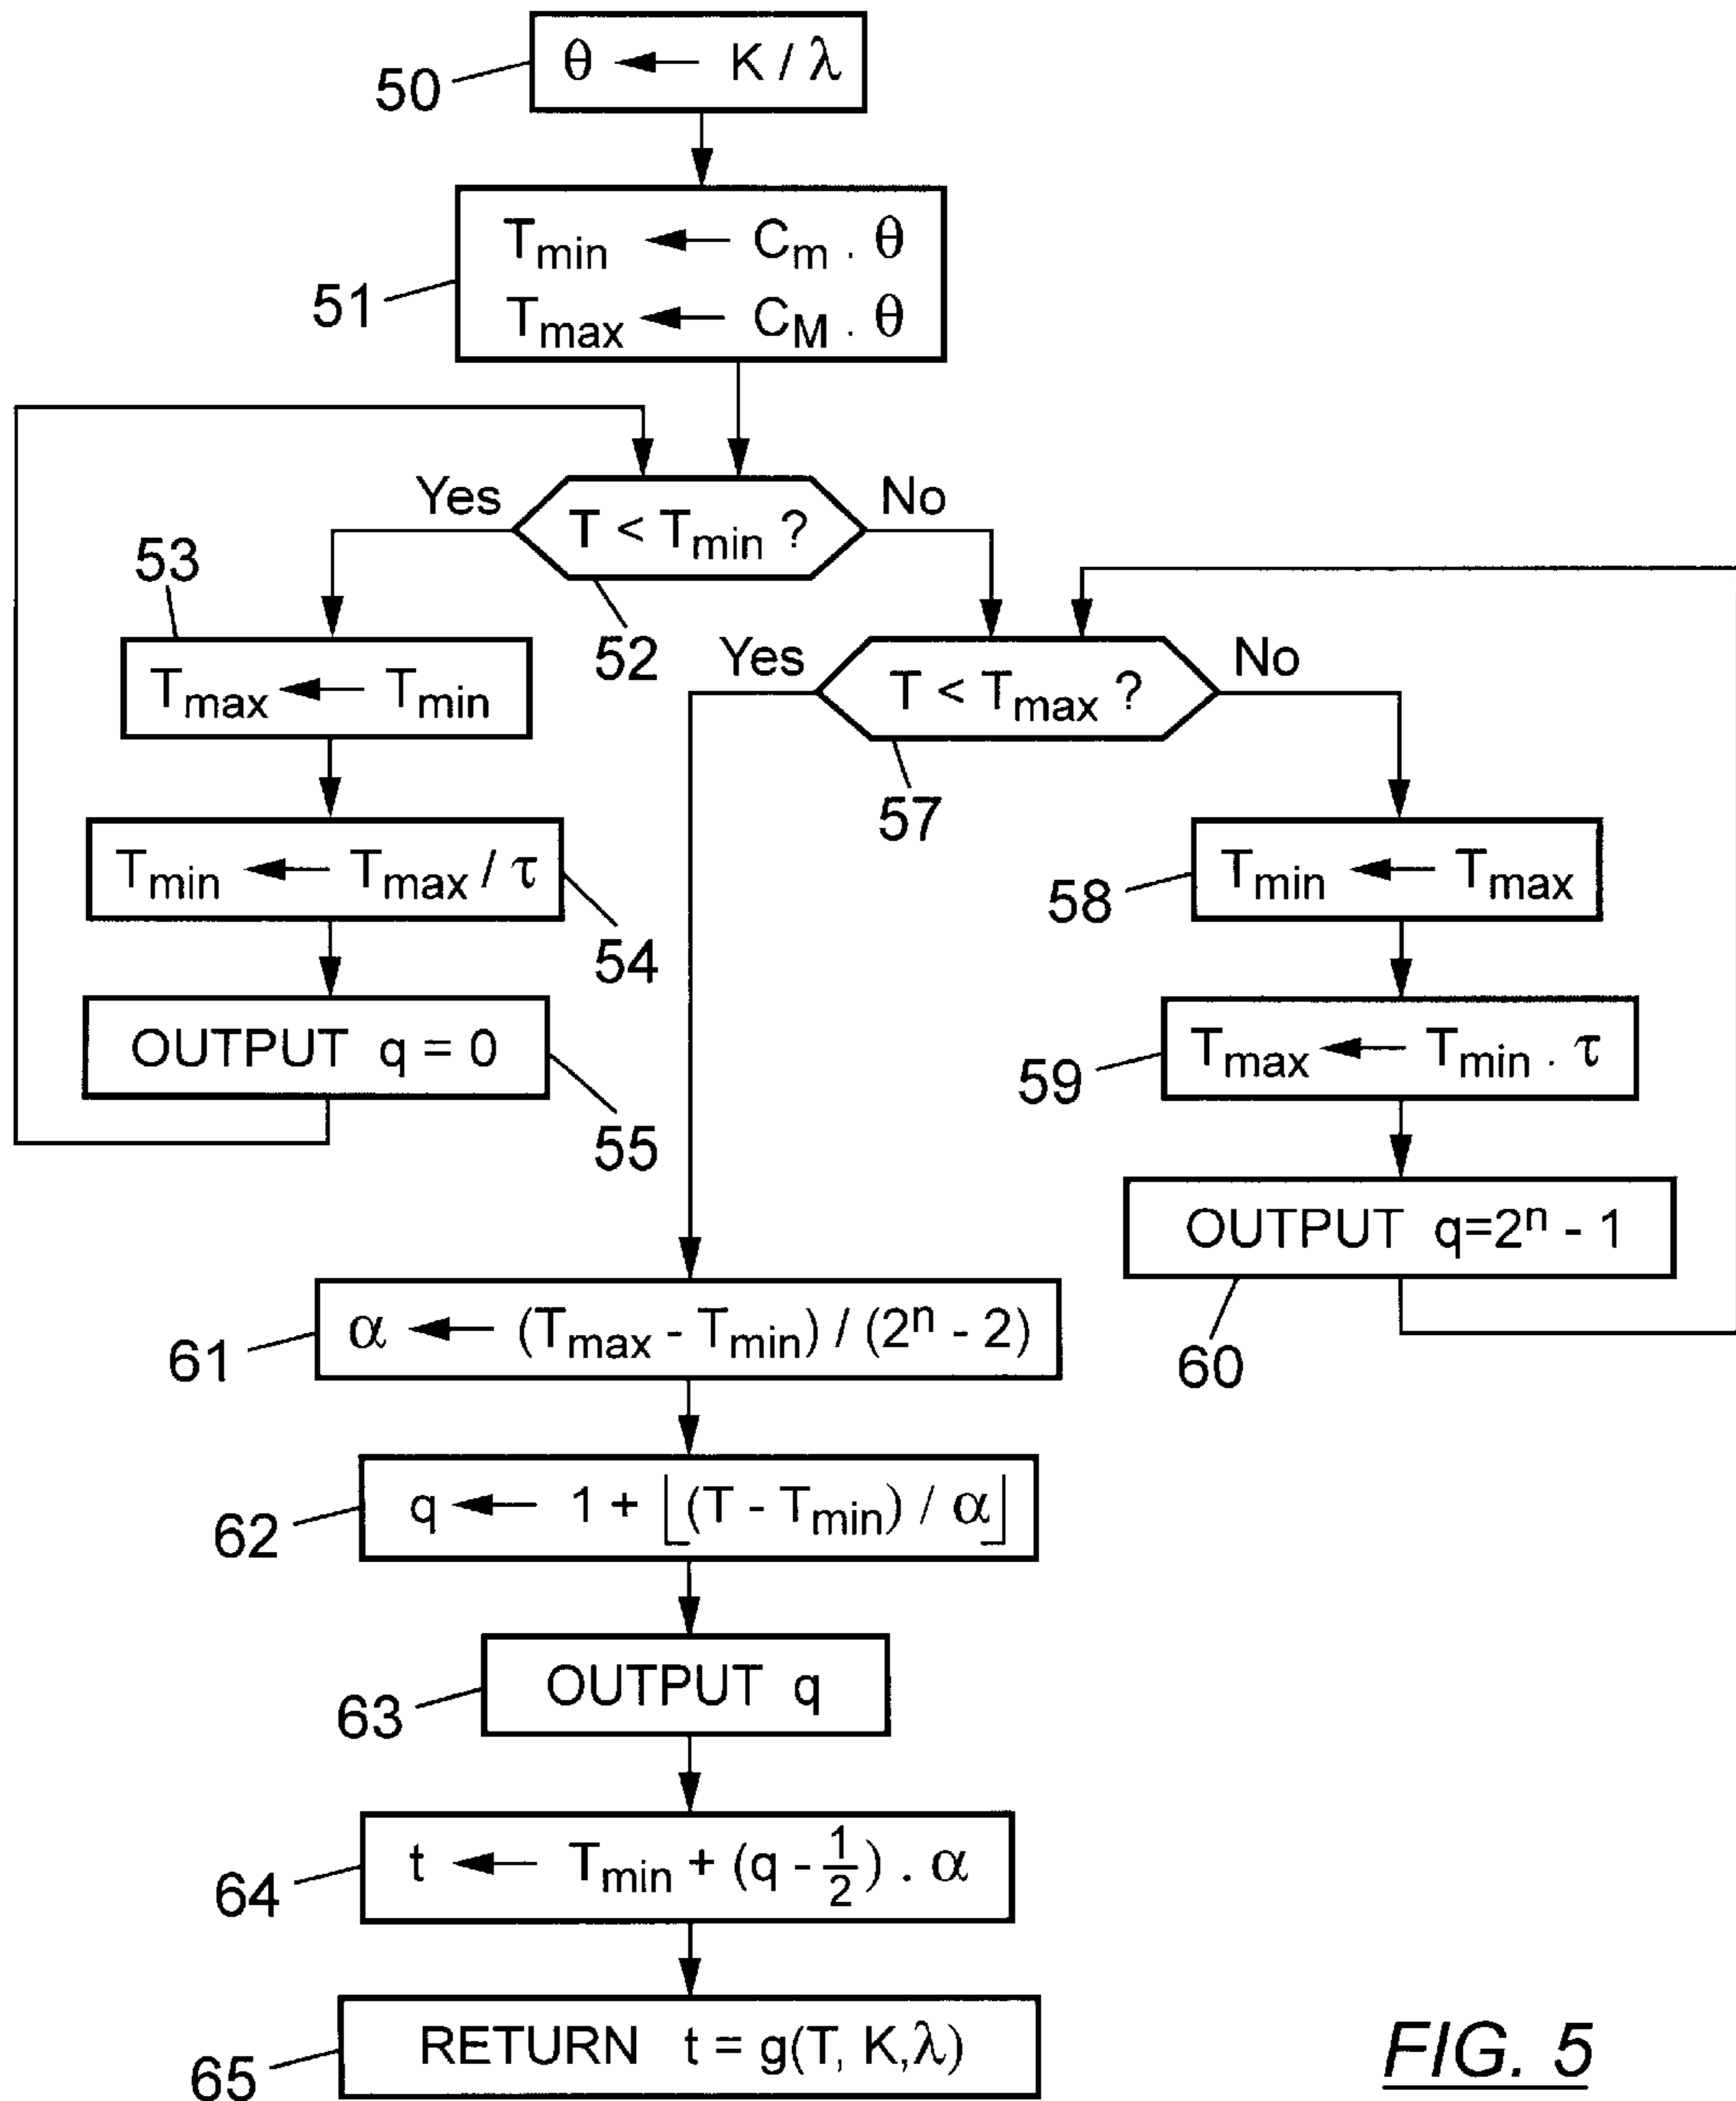 θ ← K / λ
50
T_min ← C_m . θ
T_max ← C_M . θ
51
Yes
T < T_min ?
No
52
53
T_max ← T_min
Yes
T < T_max ?
No
57
T_min ← T_max / τ
54
T_min ← T_max
58
OUTPUT q = 0
55
T_max ← T_min . τ
59
OUTPUT q=2^n - 1
60
α ← (T_max - T_min) / (2^n - 2)
61
q ← 1 + ⌊(T - T_min) / α⌋
62
OUTPUT q
63
t ← T_min + (q - 1/2) . α
64
RETURN t = g(T, K,λ)
65
FIG. 5